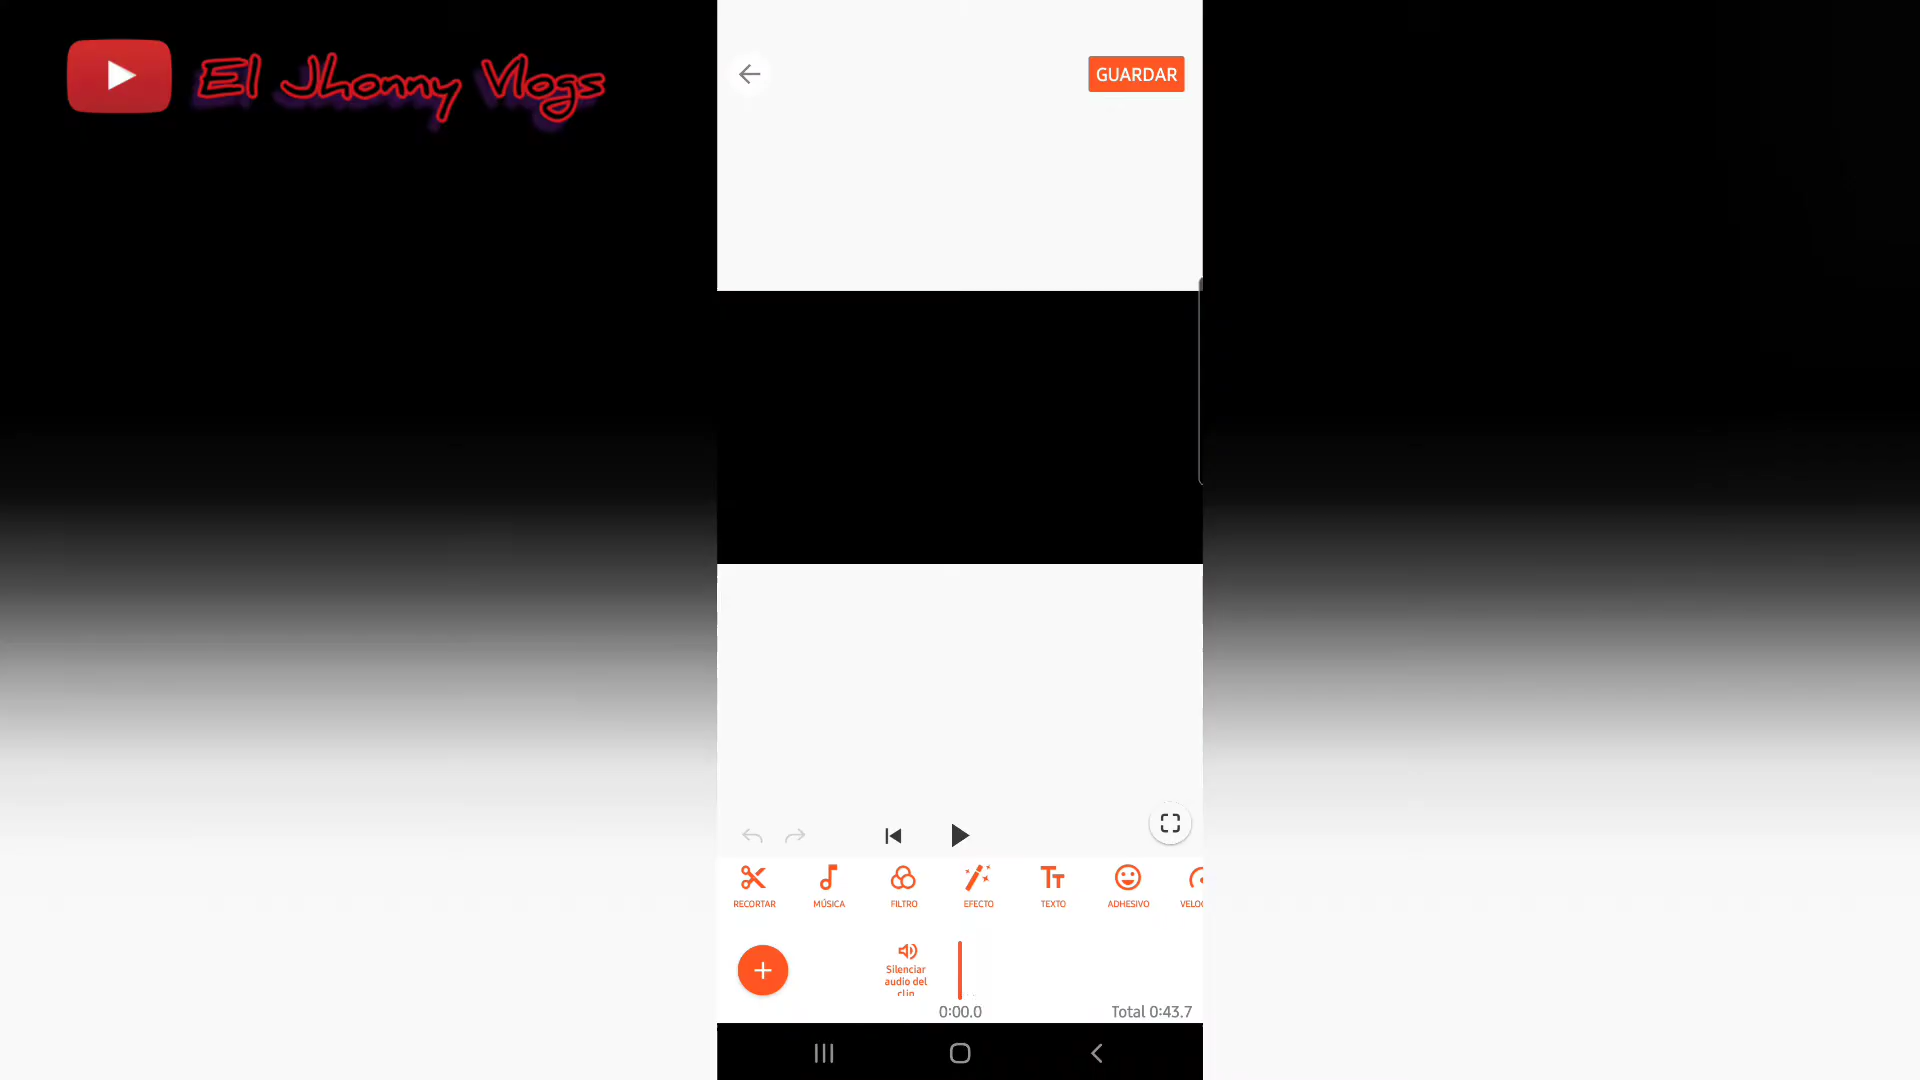 El Jhonny Vlogs
GUARDAR
RECORTAR
MÚSICA
FILTRO
EFECTO
TEXTO
ADHESIVO
Silenciar
audio del
clip
0:00.0
Total 0:43.7